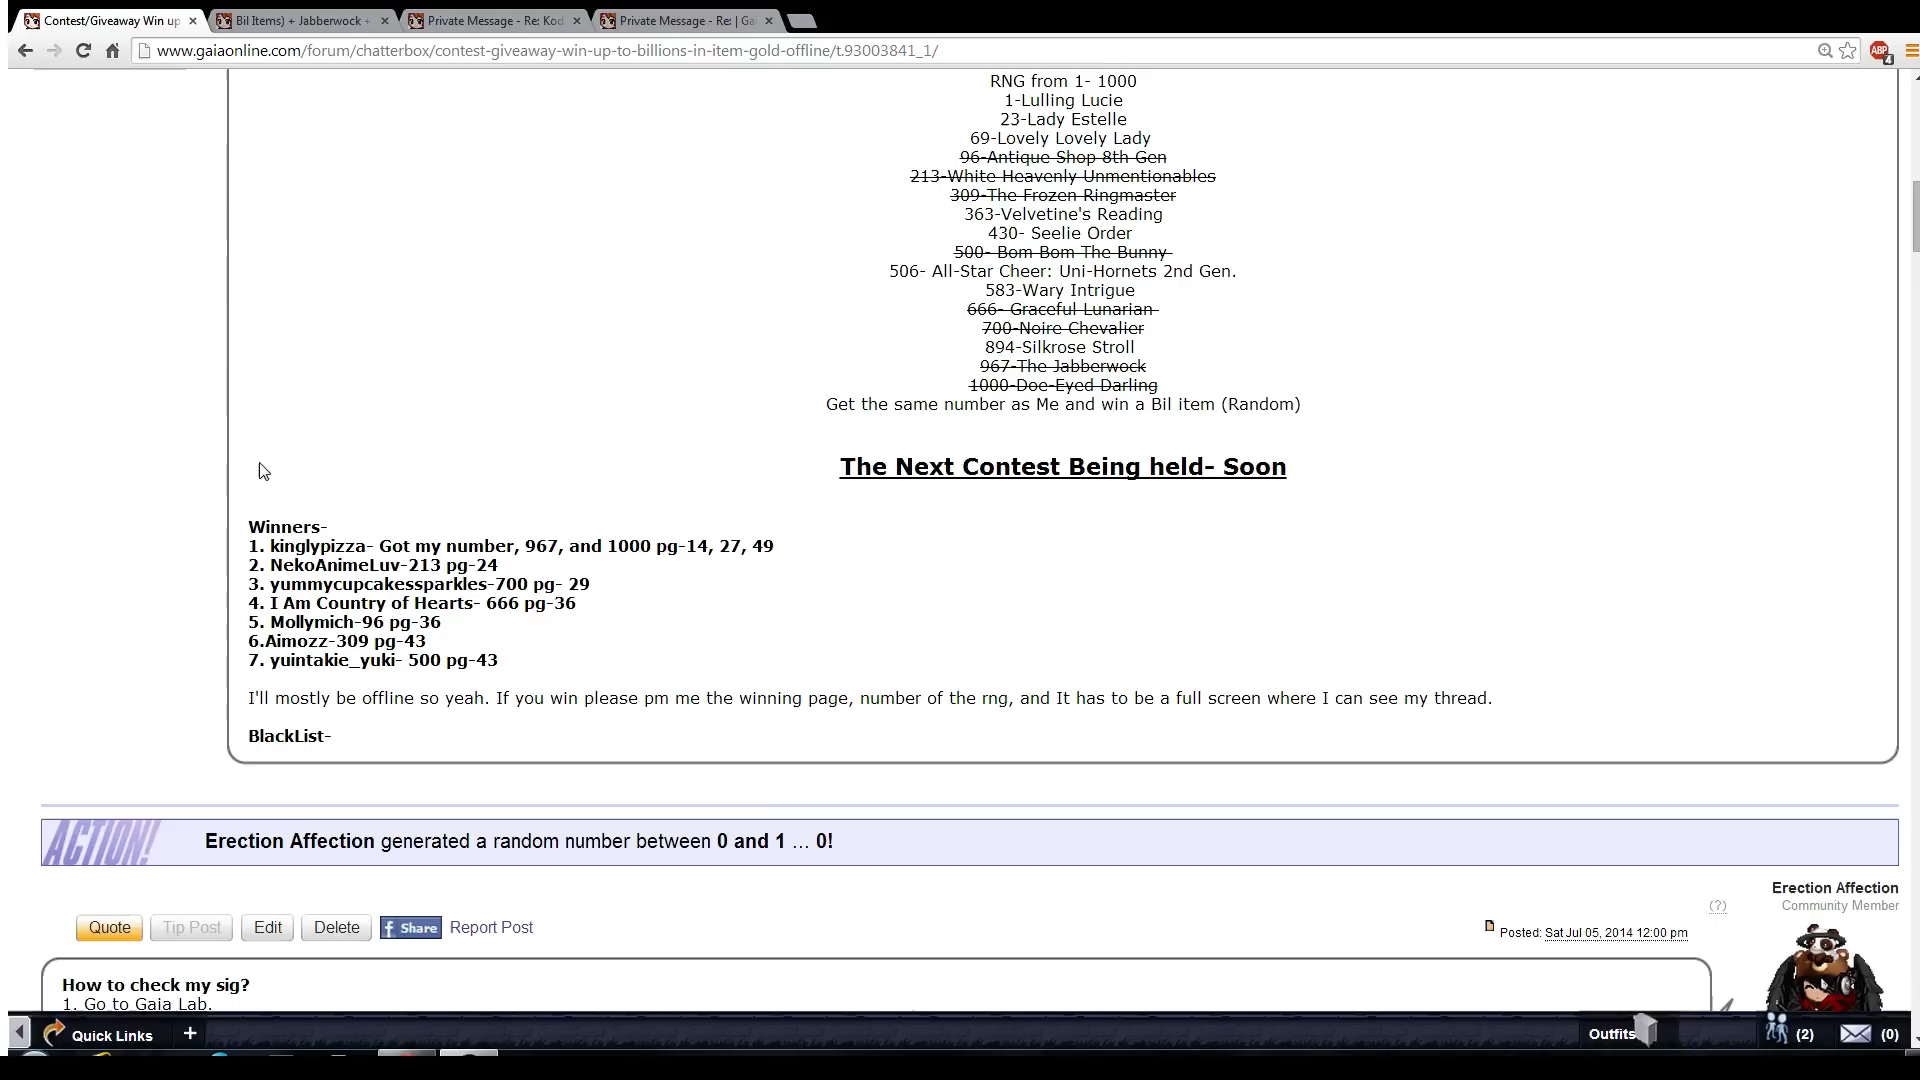 Contest/Giveaway Win up
Bil Items) + Jabberwock +
Private Message - Re: Kod
Private Message - Re: | Ga
www.gaiaonline.com/forum/chatterbox/contest-giveaway-win-up-to-billions-in-item-gold-offline/t.93003841_1/
ABP
4
RNG from 1- 1000
1-Lulling Lucie
23-Lady Estelle
69-Lovely Lovely Lady
96-Antique Shop 8th Gen
213-White Heavenly Unmentionables
309-The Frozen Ringmaster
363-Velvetine's Reading
430- Seelie Order
500- Bom Bom The Bunny
506- All-Star Cheer: Uni-Hornets 2nd Gen.
583-Wary Intrigue
666- Graceful Lunarian
700-Noire Chevalier
894-Silkrose Stroll
967-The Jabberwock
1000-Doe-Eyed Darling
Get the same number as Me and win a Bil item (Random)
The Next Contest Being held- Soon
Winners-
1. kinglypizza- Got my number, 967, and 1000 pg-14, 27, 49
2. NekoAnimeLuv-213 pg-24
3. yummycupcakessparkles-700 pg- 29
4. I Am Country of Hearts- 666 pg-36
5. Mollymich-96 pg-36
6.Aimozz-309 pg-43
7. yuintakie_yuki- 500 pg-43
I'll mostly be offline so yeah. If you win please pm me the winning page, number of the rng, and It has to be a full screen where I can see my thread.
BlackList-
ACTION!
Erection Affection generated a random number between 0 and 1 ... 0!
Erection Affection
Community Member
(?)
Quote
Tip Post
Edit
Delete
f Share
Report Post
Posted: Sat Jul 05, 2014 12:00 pm
How to check my sig?
1. Go to Gaia Lab.
Quick Links
+
Outfits
(2)
(0)